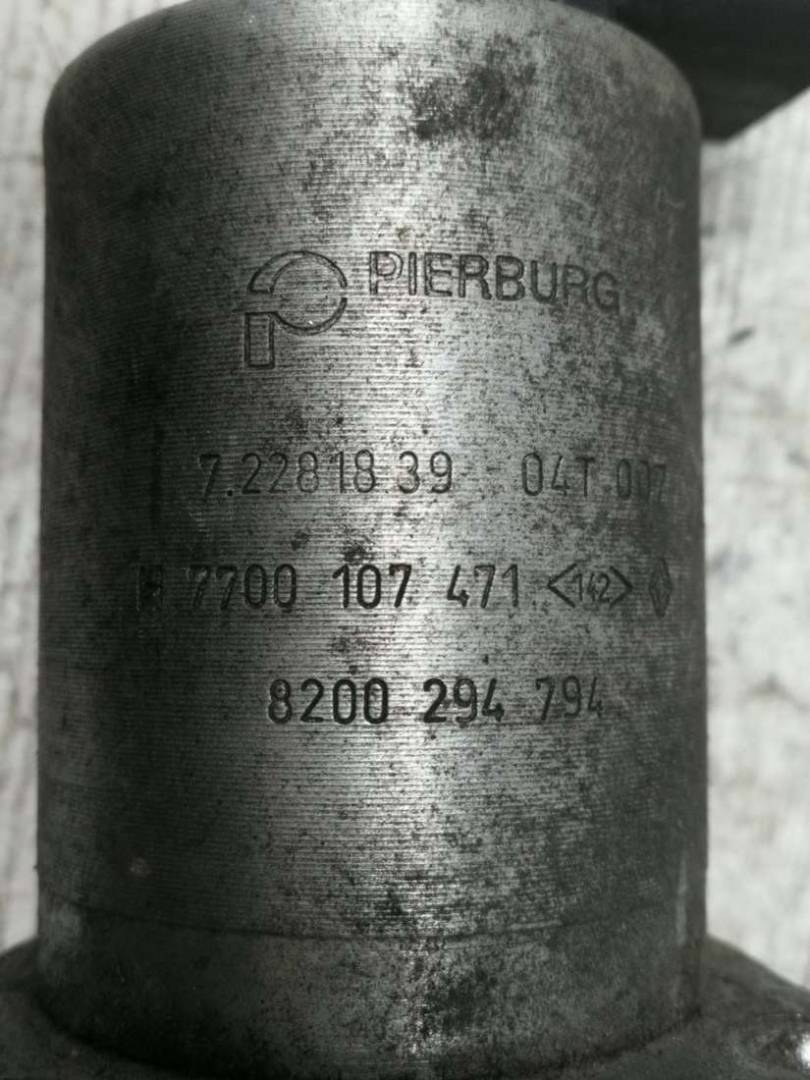 PIERBURG
7.22818.39 04T.007
H 7700 107 471 <142>
8200 294 794